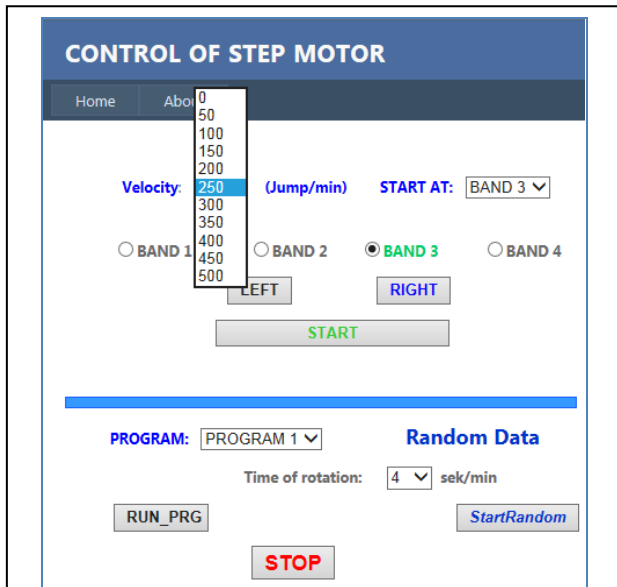 CONTROL OF STEP MOTOR
Home Abou
0
50
100
150
200
Velocity: 250 (Jump/min) START AT: BAND 3
300
350
400
450
500
BAND 1 BAND 2 BAND 3 BAND 4
LEFT RIGHT
START
PROGRAM: PROGRAM 1 Random Data
Time of rotation: 4 sek/min
RUN_PRG StartRandom
STOP